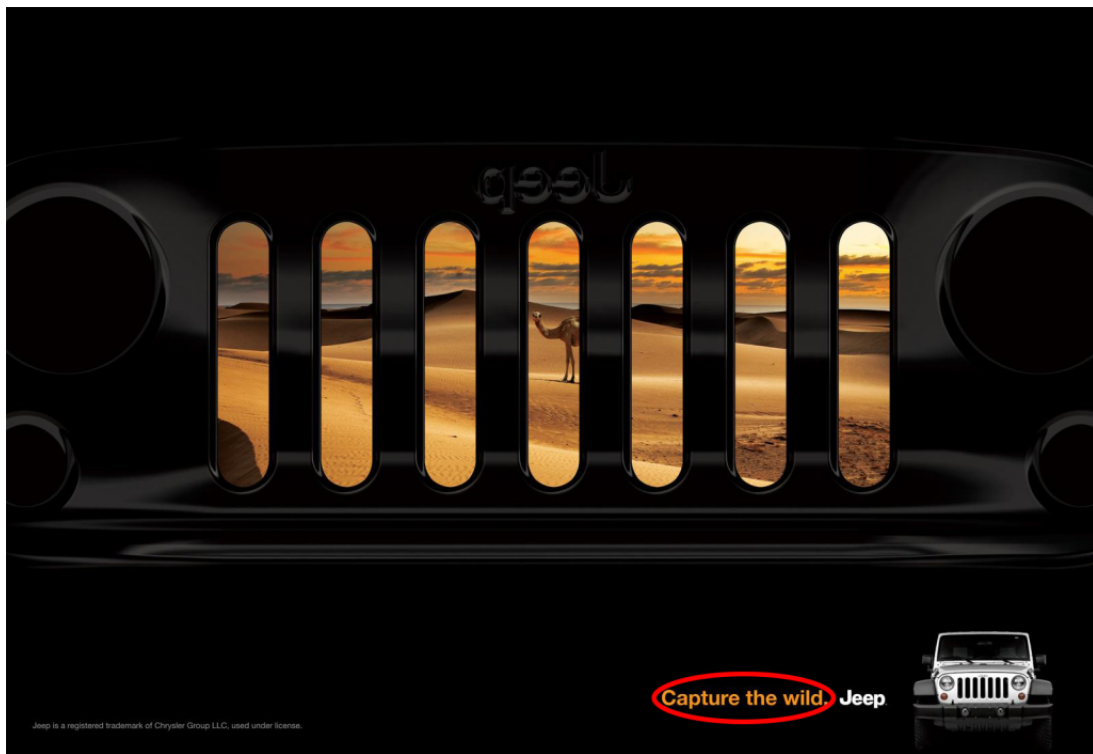 Jeep
Capture the wild. Jeep
Jeep is a registered trademark of Chrysler Group LLC, used under license.